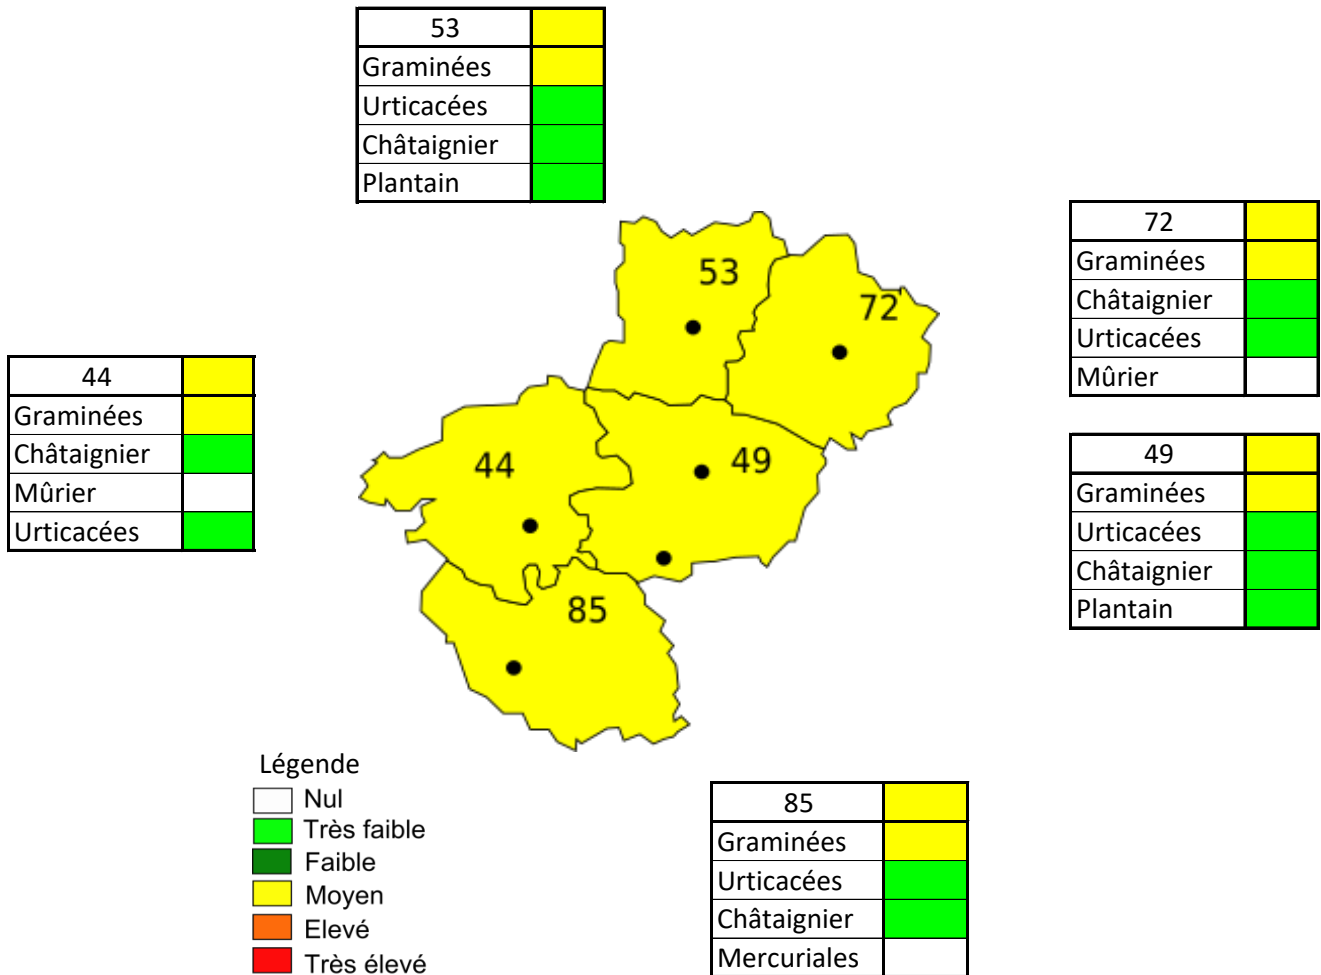 53
Graminées
Urticacées
Châtaignier
Plantain
72
Graminées
Châtaignier
Urticacées
Mûrier
44
Graminées
Châtaignier
Mûrier
Urticacées
49
Graminées
Urticacées
Châtaignier
Plantain
53
72
44
49
85
Légende
Nul
Très faible
Faible
Moyen
Elevé
Très élevé
85
Graminées
Urticacées
Châtaignier
Mercuriales